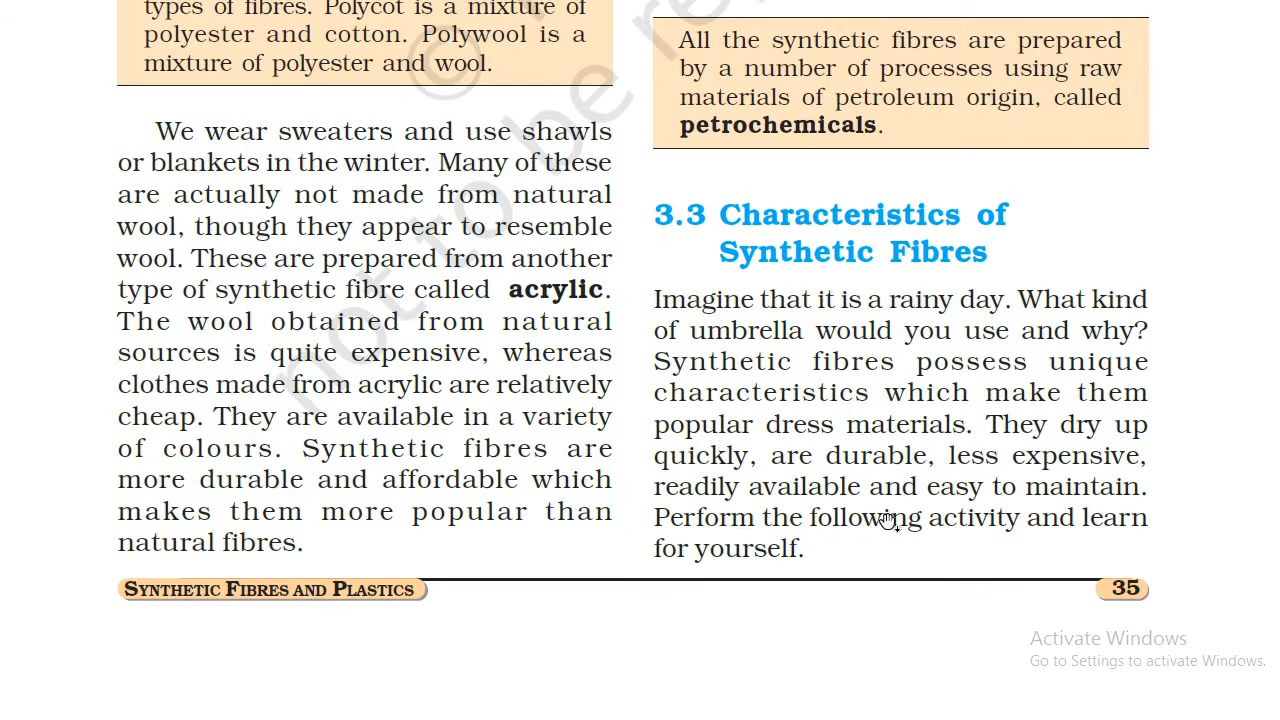 types of fibres. Polycot is a mixture of
polyester and cotton. Polywool is a
mixture of polyester and wool.
We wear sweaters and use shawls
or blankets in the winter. Many of these
are actually not made from natural
wool, though they appear to resemble
wool. These are prepared from another
type of synthetic fibre called acrylic.
The wool obtained from natural
sources is quite expensive, whereas
clothes made from acrylic are relatively
cheap. They are available in a variety
of colours. Synthetic fibres are
more durable and affordable which
makes them more popular than
natural fibres.
All the synthetic fibres are prepared
by a number of processes using raw
materials of petroleum origin, called
petrochemicals.
3.3 Characteristics of
Synthetic Fibres
Imagine that it is a rainy day. What kind
of umbrella would you use and why?
Synthetic fibres possess unique
characteristics which make them
popular dress materials. They dry up
quickly, are durable, less expensive,
readily available and easy to maintain.
Perform the following activity and learn
for yourself.
SYNTHETIC FIBRES AND PLASTICS
35
©
not to be re
Activate Windows
Go to Settings to activate Windows.